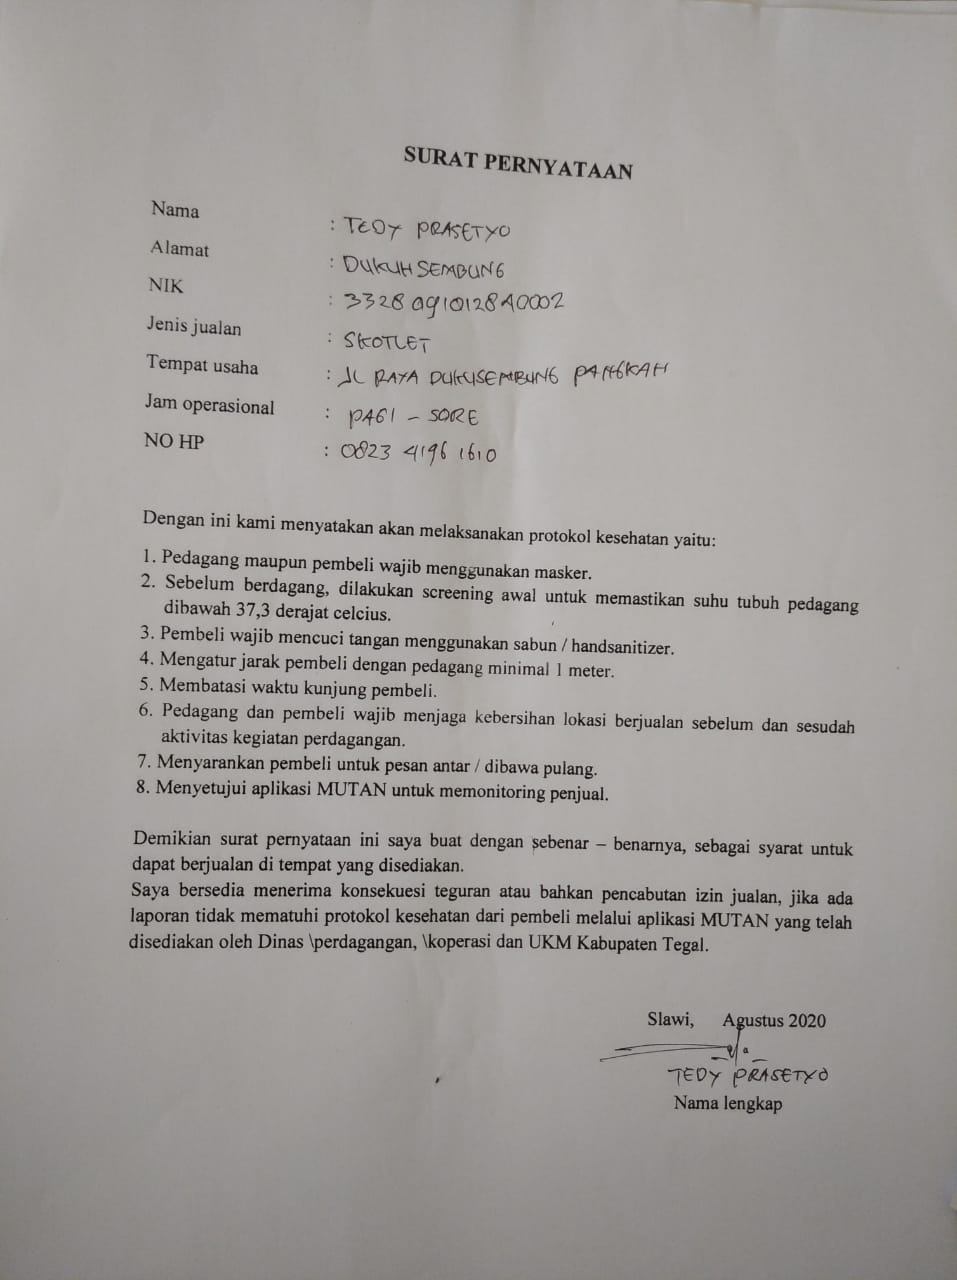 SURAT PERNYATAAN
Nama : TEDY PRASETYO
Alamat : DUKUH SEMBUNG
NIK : 3328091012840002
Jenis jualan : SKOTLET
Tempat usaha : JL RAYA DUKUSEMBUNG PANGKAH
Jam operasional : PAGI - SORE
NO HP : 0823 4196 1610
Dengan ini kami menyatakan akan melaksanakan protokol kesehatan yaitu:
1. Pedagang maupun pembeli wajib menggunakan masker.
2. Sebelum berdagang, dilakukan screening awal untuk memastikan suhu tubuh pedagang
dibawah 37,3 derajat celcius.
3. Pembeli wajib mencuci tangan menggunakan sabun / handsanitizer.
4. Mengatur jarak pembeli dengan pedagang minimal 1 meter.
5. Membatasi waktu kunjung pembeli.
6. Pedagang dan pembeli wajib menjaga kebersihan lokasi berjualan sebelum dan sesudah
aktivitas kegiatan perdagangan.
7. Menyarankan pembeli untuk pesan antar / dibawa pulang.
8. Menyetujui aplikasi MUTAN untuk memonitoring penjual.
Demikian surat pernyataan ini saya buat dengan sebenar – benarnya, sebagai syarat untuk
dapat berjualan di tempat yang disediakan.
Saya bersedia menerima konsekuesi teguran atau bahkan pencabutan izin jualan, jika ada
laporan tidak mematuhi protokol kesehatan dari pembeli melalui aplikasi MUTAN yang telah
disediakan oleh Dinas \perdagangan, \koperasi dan UKM Kabupaten Tegal.
Slawi, Agustus 2020
TEDY PRASETYO
Nama lengkap